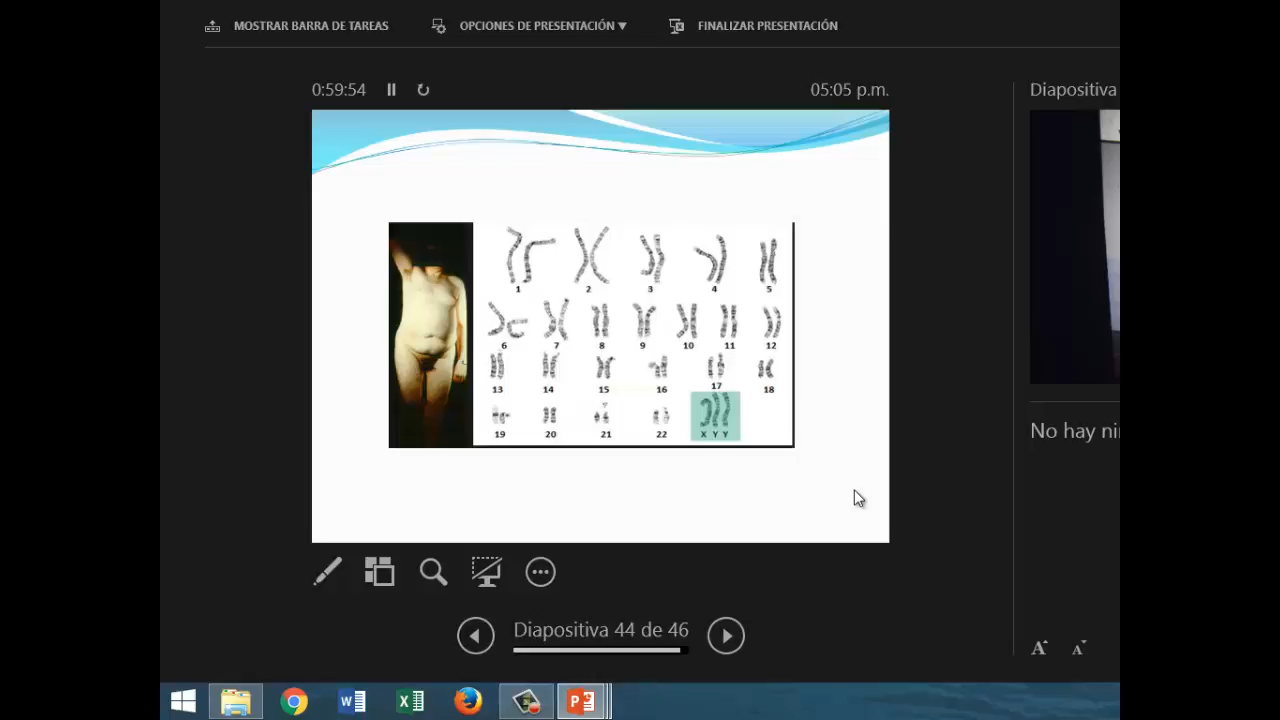 MOSTRAR BARRA DE TAREAS OPCIONES DE PRESENTACIÓN ▼ FINALIZAR PRESENTACIÓN
0:59:54 05:05 p.m.
Diapositiva
1 2 3 4 5
6 7 8 9 10 11 12
13 14 15 16 17 18
19 20 21 22 X Y Y
No hay nin
Diapositiva 44 de 46
A A